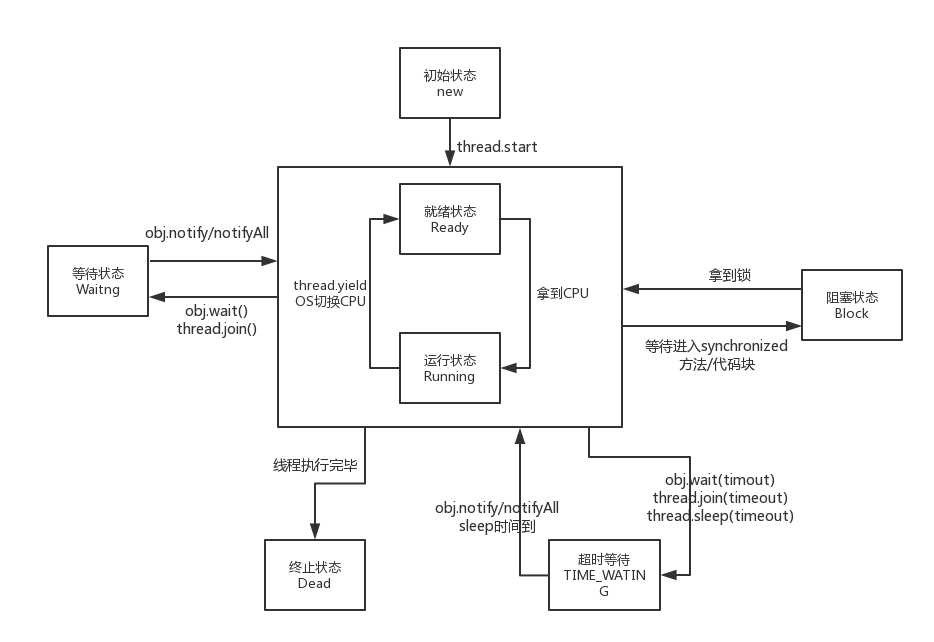 初始状态
new
thread.start
就绪状态
Ready
obj.notify/notifyAll
等待状态
Waitng
obj.wait()
thread.join()
thread.yield
OS切换CPU
拿到CPU
运行状态
Running
拿到锁
阻塞状态
Block
等待进入synchronized
方法/代码块
线程执行完毕
终止状态
Dead
obj.notify/notifyAll
sleep时间到
obj.wait(timout)
thread.join(timeout)
thread.sleep(timeout)
超时等待
TIME_WATIN
G